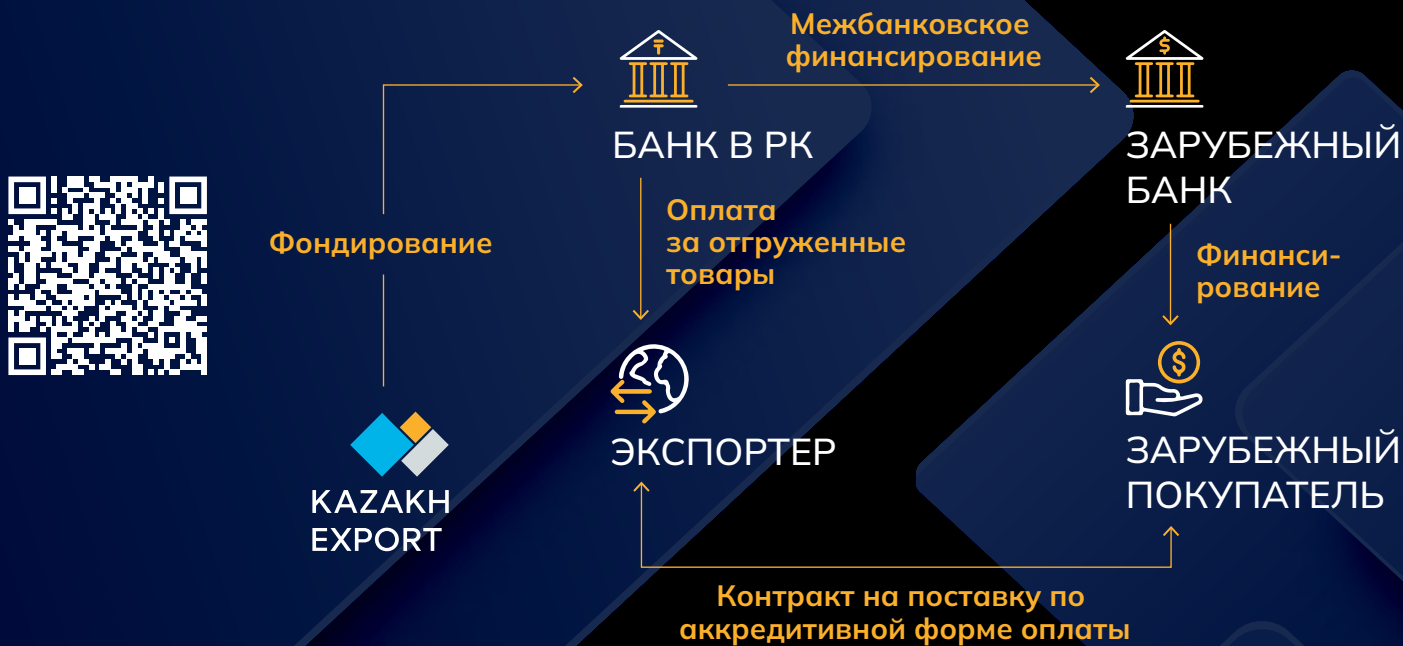 Межбанковское
финансирование
₸
$
БАНК В РК
ЗАРУБЕЖНЫЙ
БАНК
Оплата
за отгруженные
товары
Фондирование
Финанси-
рование
$
ЭКСПОРТЕР
ЗАРУБЕЖНЫЙ
ПОКУПАТЕЛЬ
KAZAKH
EXPORT
Контракт на поставку по
аккредитивной форме оплаты